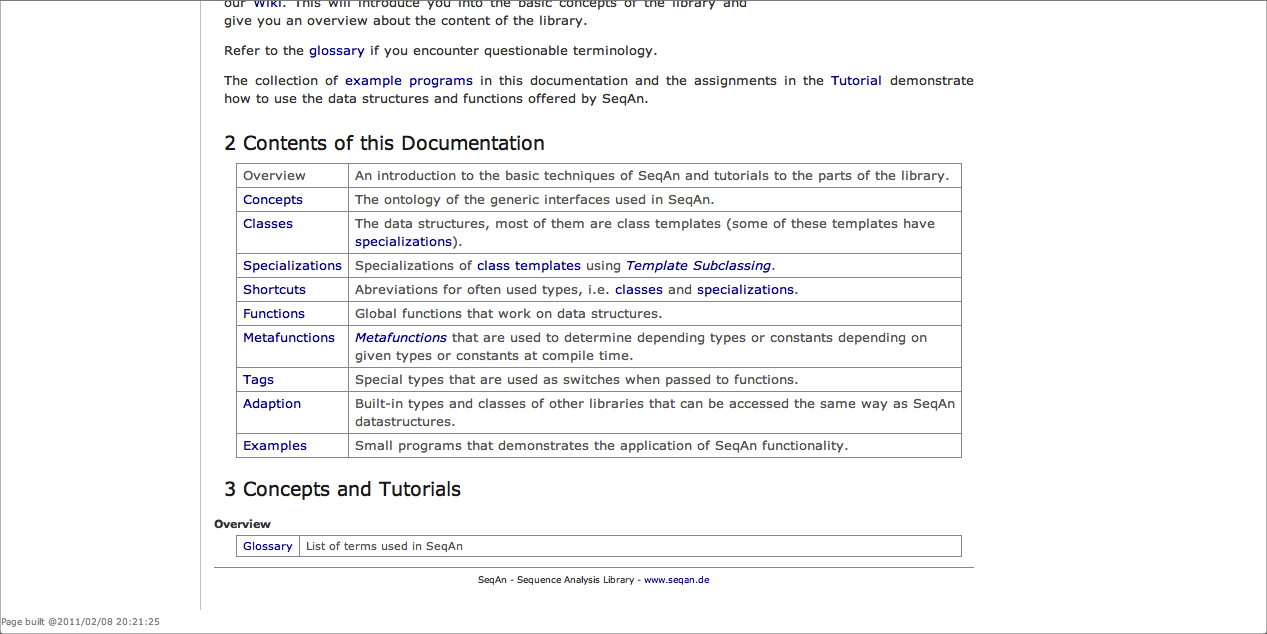 our Wiki. This will introduce you into the basic concepts of the library and
give you an overview about the content of the library.
Refer to the glossary if you encounter questionable terminology.
The collection of example programs in this documentation and the assignments in the Tutorial demonstrate
how to use the data structures and functions offered by SeqAn.
2 Contents of this Documentation
Overview An introduction to the basic techniques of SeqAn and tutorials to the parts of the library.
Concepts The ontology of the generic interfaces used in SeqAn.
Classes The data structures, most of them are class templates (some of these templates have
specializations).
Specializations Specializations of class templates using Template Subclassing.
Shortcuts Abreviations for often used types, i.e. classes and specializations.
Functions Global functions that work on data structures.
Metafunctions Metafunctions that are used to determine depending types or constants depending on
given types or constants at compile time.
Tags Special types that are used as switches when passed to functions.
Adaption Built-in types and classes of other libraries that can be accessed the same way as SeqAn
datastructures.
Examples Small programs that demonstrates the application of SeqAn functionality.
3 Concepts and Tutorials
Overview
Glossary List of terms used in SeqAn
SeqAn - Sequence Analysis Library - www.seqan.de
Page built @2011/02/08 20:21:25